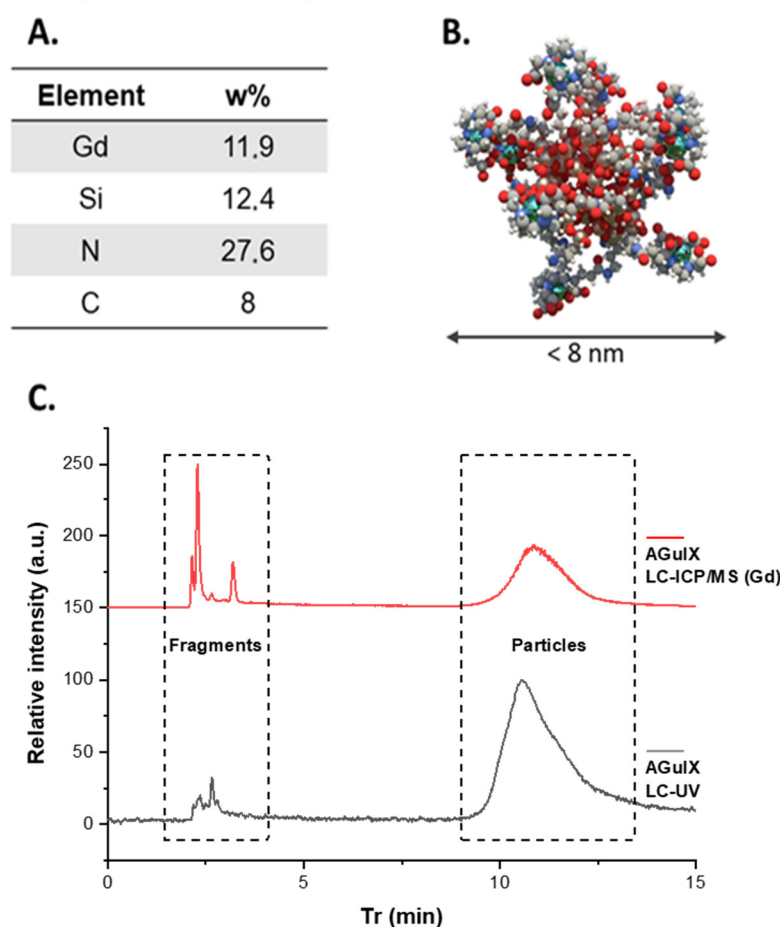 A.
Element w%
Gd 11.9
Si 12.4
N 27.6
C 8
B.
< 8 nm
C.
Relative intensity (a.u.)
250
200
150
100
50
0
Fragments
Particles
AGuIX
LC-ICP/MS (Gd)
AGuIX
LC-UV
0 5 10 15
Tr (min)